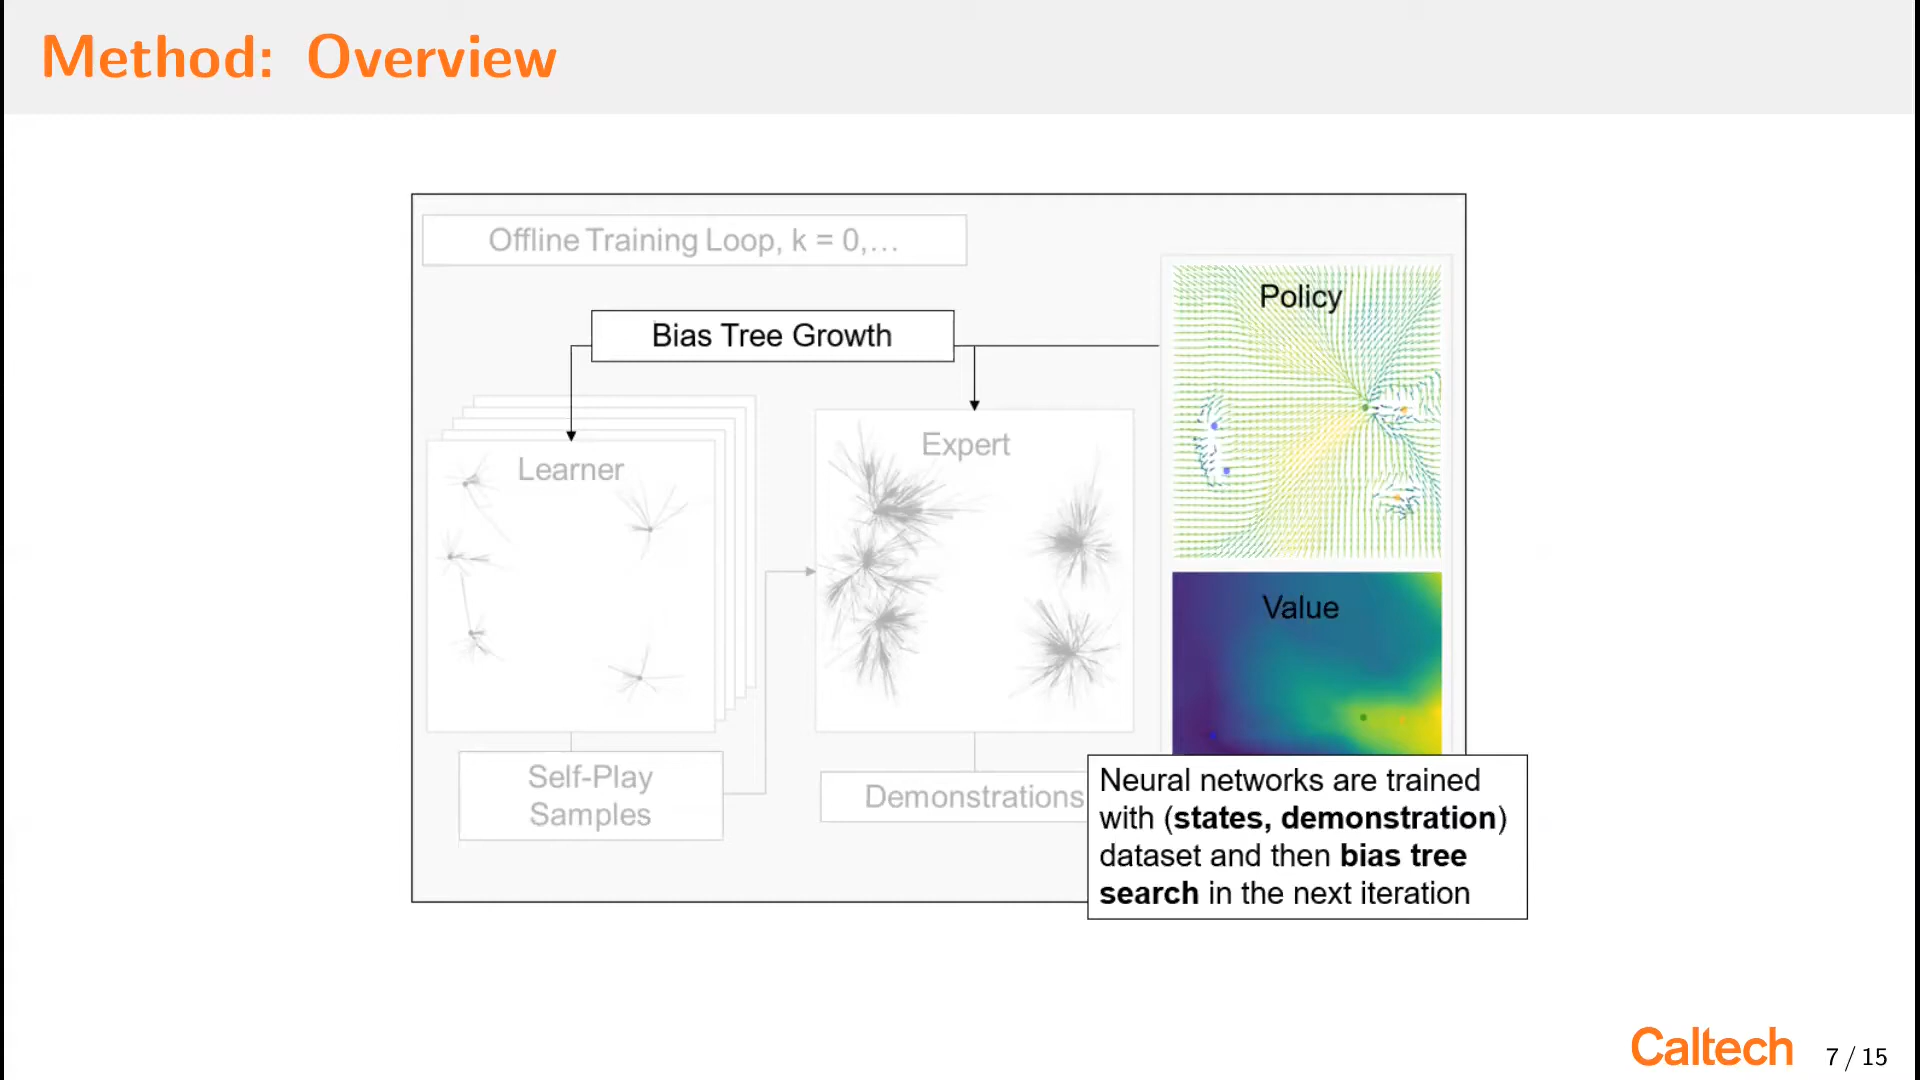 Method: Overview
Offline Training Loop, k = 0,...
Bias Tree Growth
Policy
Learner
Expert
Value
Self-Play
Samples
Demonstrations
Neural networks are trained
with (states, demonstration)
dataset and then bias tree
search in the next iteration
Caltech
7 / 15